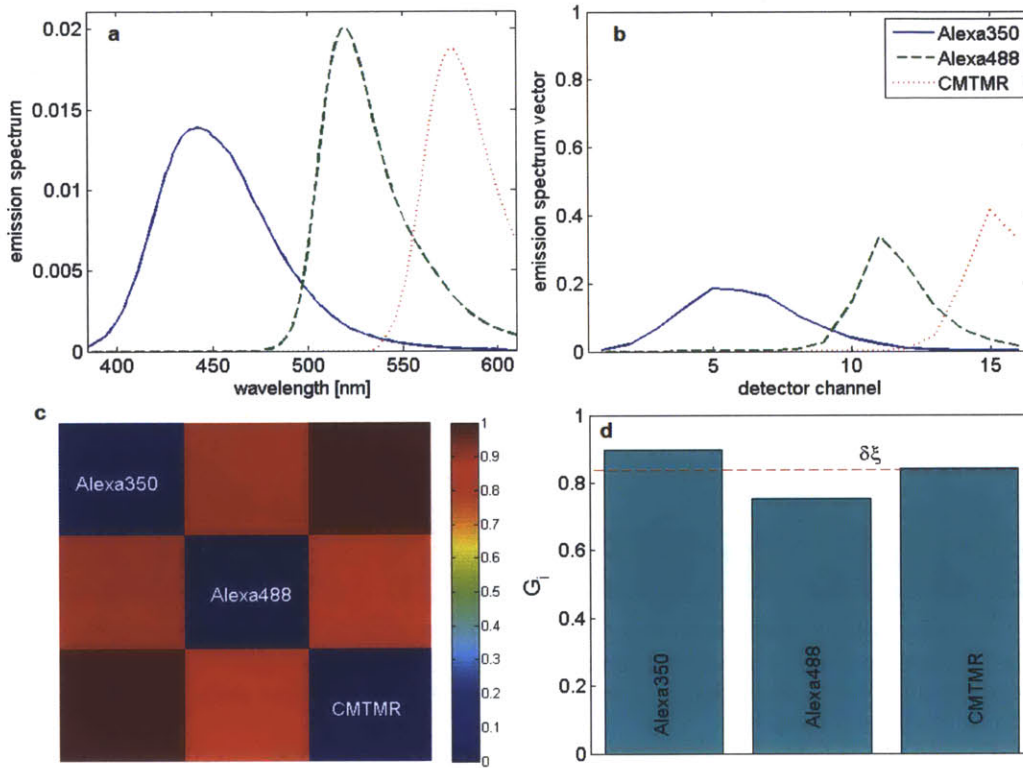 a
0.02
0.015
0.01
0.005
0
emission spectrum
400 450 500 550 600
wavelength [nm]
b
1
0.8
0.6
0.4
0.2
0
emission spectrum vector
Alexa350
Alexa488
CMTMR
5 10 15
detector channel
c
Alexa350
Alexa488
CMTMR
1
0.9
0.8
0.7
0.6
0.5
0.4
0.3
0.2
0.1
0
d
1
0.8
0.6
0.4
0.2
0
G_i
δξ
Alexa350
Alexa488
CMTMR